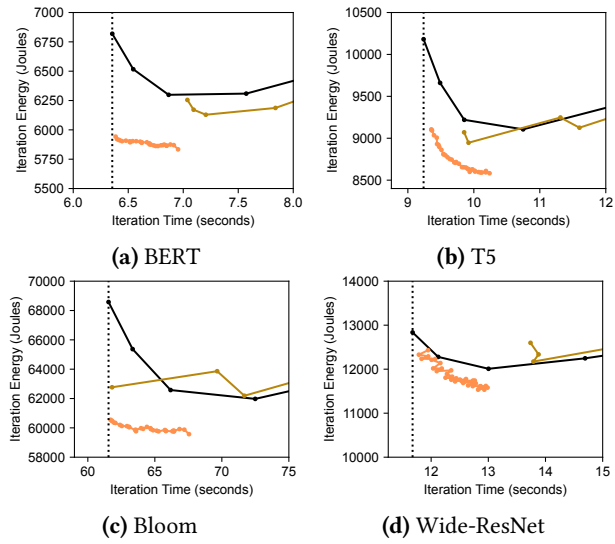 7000
6750
6500
6250
6000
5750
5500
Iteration Energy (Joules)
6.0 6.5 7.0 7.5 8.0
Iteration Time (seconds)
(a) BERT
10500
10000
9500
9000
8500
Iteration Energy (Joules)
9 10 11 12
Iteration Time (seconds)
(b) T5
70000
68000
66000
64000
62000
60000
58000
Iteration Energy (Joules)
60 65 70 75
Iteration Time (seconds)
(c) Bloom
14000
13000
12000
11000
10000
Iteration Energy (Joules)
12 13 14 15
Iteration Time (seconds)
(d) Wide-ResNet